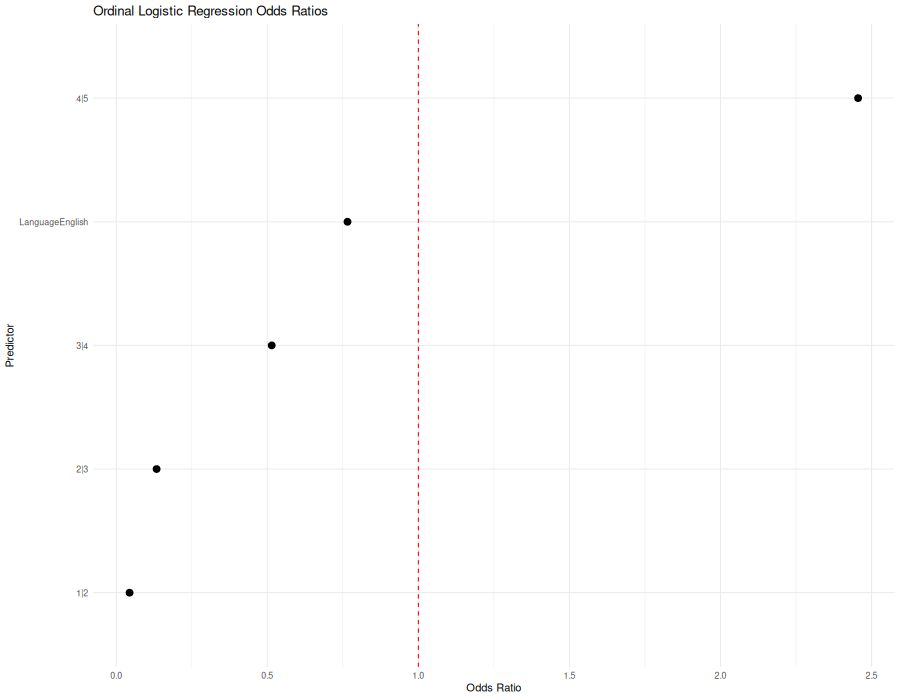 Ordinal Logistic Regression Odds Ratios
4|5
LanguageEnglish
3|4
2|3
1|2
Predictor
0.0 0.5 1.0 1.5 2.0 2.5
Odds Ratio